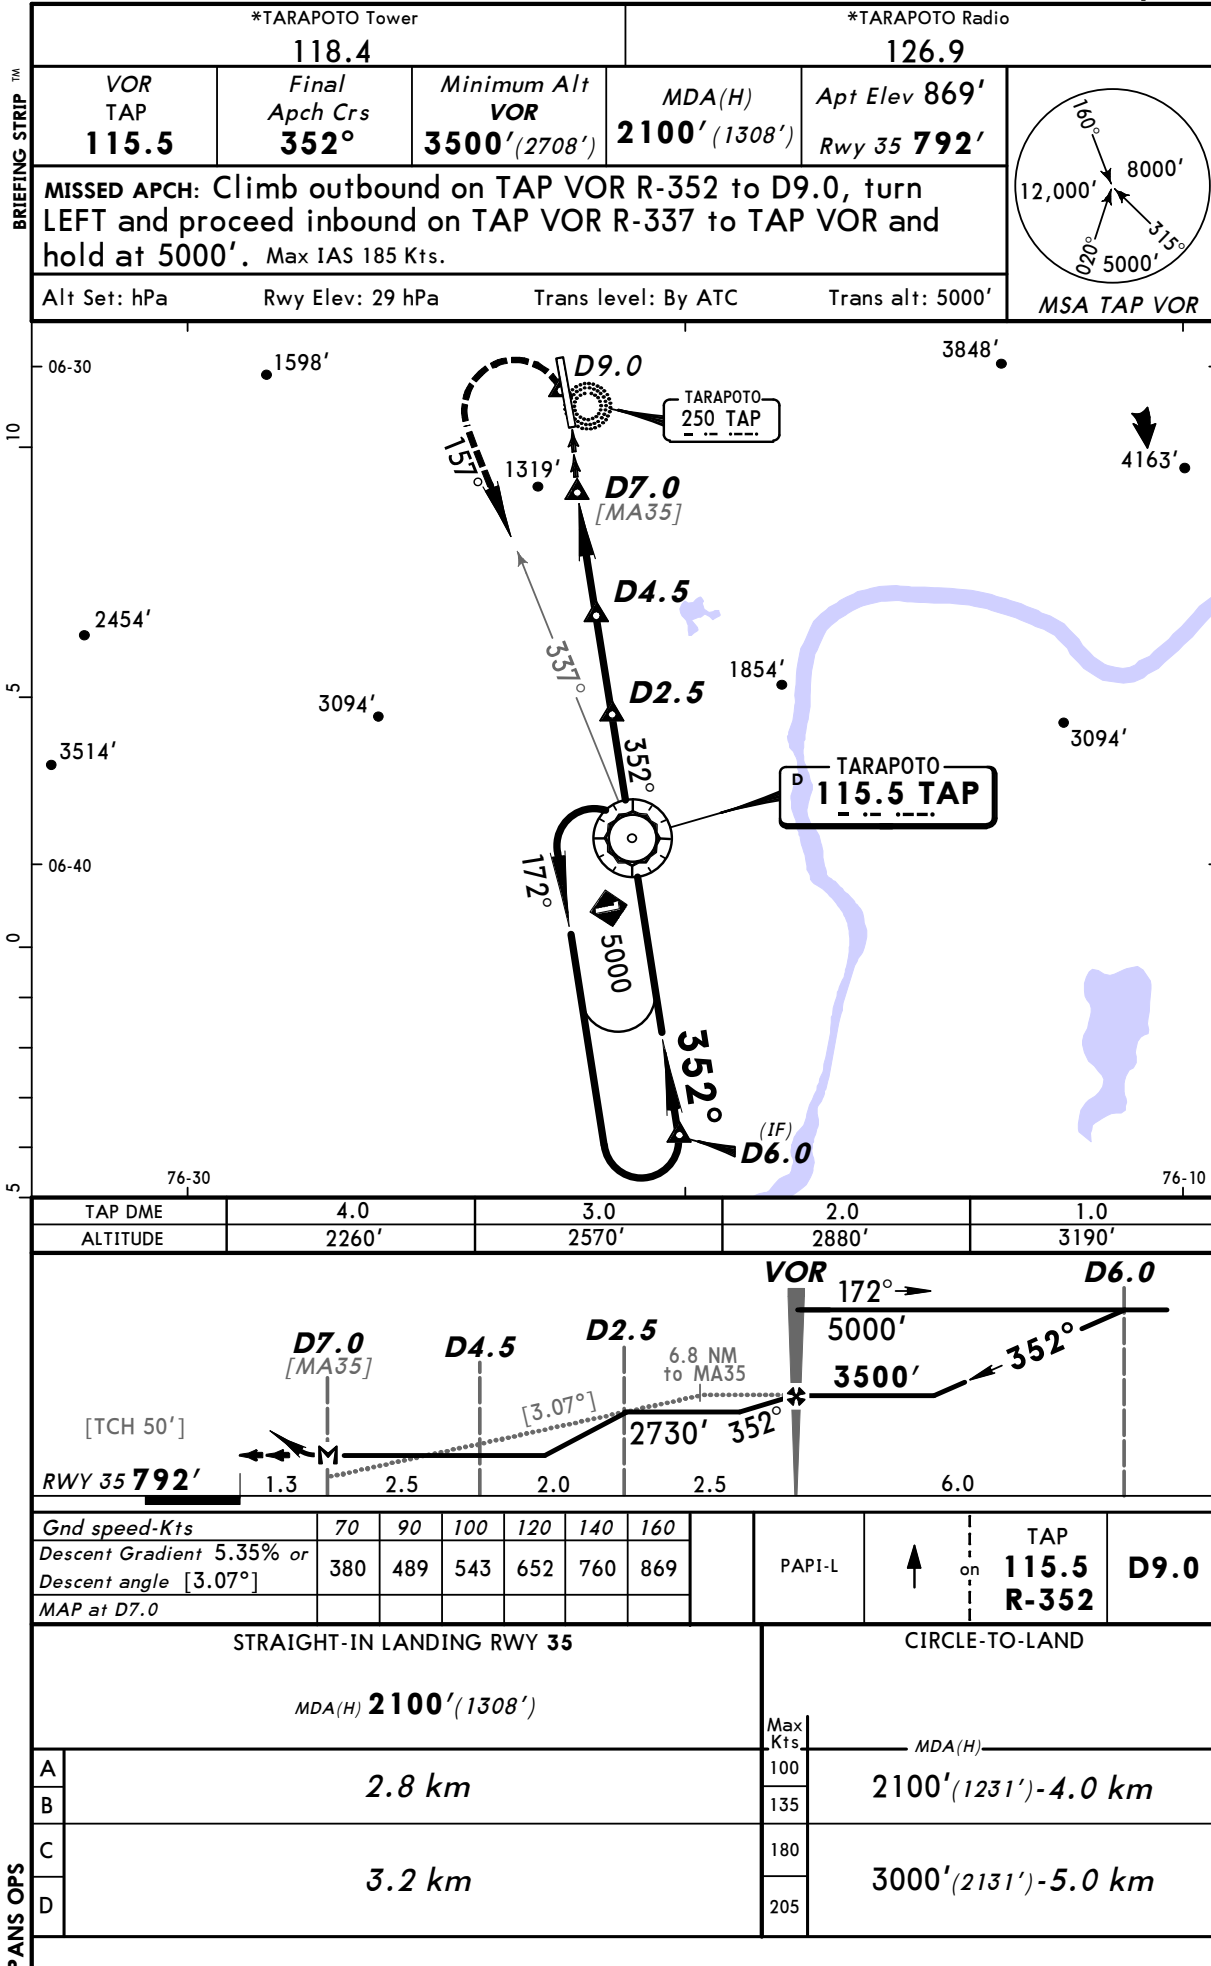 *TARAPOTO Tower
118.4
*TARAPOTO Radio
126.9
BRIEFING STRIP TM
VOR
TAP
115.5
Final
Apch Crs
352°
Minimum Alt
VOR
3500'(2708')
MDA(H)
2100'(1308')
Apt Elev 869'
Rwy 35 792'
MISSED APCH: Climb outbound on TAP VOR R-352 to D9.0, turn
LEFT and proceed inbound on TAP VOR R-337 to TAP VOR and
hold at 5000'. Max IAS 185 Kts.
Alt Set: hPa Rwy Elev: 29 hPa Trans level: By ATC Trans alt: 5000'
160°
8000'
12,000'
315°
020°
5000'
MSA TAP VOR
06-30
1598'
D9.0
3848'
TARAPOTO
250 TAP
10
157°
1319'
D7.0
[MA35]
4163'
D4.5
2454'
337°
1854'
5
D2.5
3094'
3094'
3514'
352°
TARAPOTO
D 115.5 TAP
06-40
172°
5000
0
352°
(IF)
D6.0
5
76-30
76-10
TAP DME 4.0 3.0 2.0 1.0
ALTITUDE 2260' 2570' 2880' 3190'
VOR
D6.0
172°
5000'
D7.0
[MA35]
D4.5
D2.5
6.8 NM
to MA35
352°
3500'
[TCH 50']
[3.07°]
2730'
352°
RWY 35 792'
1.3 2.5 2.0 2.5 6.0
Gnd speed-Kts 70 90 100 120 140 160
Descent Gradient 5.35% or
Descent angle [3.07°] 380 489 543 652 760 869
MAP at D7.0
PAPI-L
on
TAP
115.5
R-352
D9.0
STRAIGHT-IN LANDING RWY 35
MDA(H) 2100'(1308')
CIRCLE-TO-LAND
Max
Kts
MDA(H)
A
B
2.8 km
100
135
2100'(1231')-4.0 km
C
D
3.2 km
180
205
3000'(2131')-5.0 km
PANS OPS